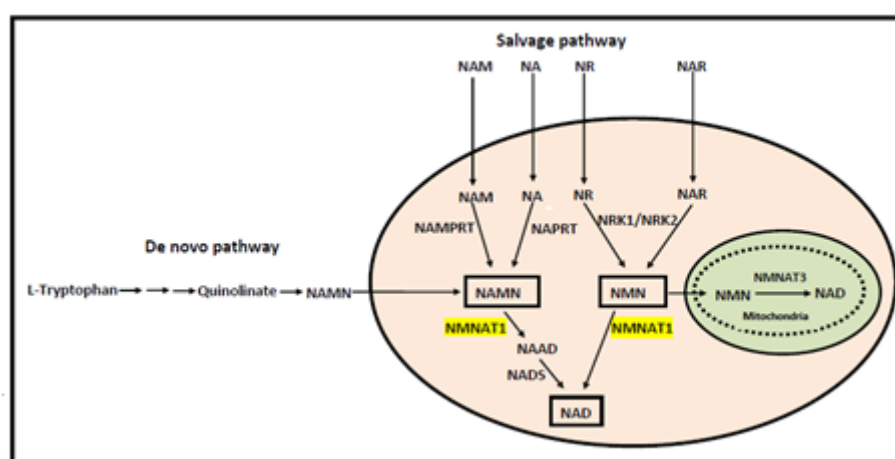 Salvage pathway
NAM NA NR NAR
NAM NA NR NAR
NAMPRT NAPRT NRK1/NRK2
De novo pathway
L-Tryptophan Quinolinate NAMN
NAMN NMN
NMN NMNAT3 NAD
Mitochondria
NMNAT1 NMNAT1
NAAD
NADS
NAD